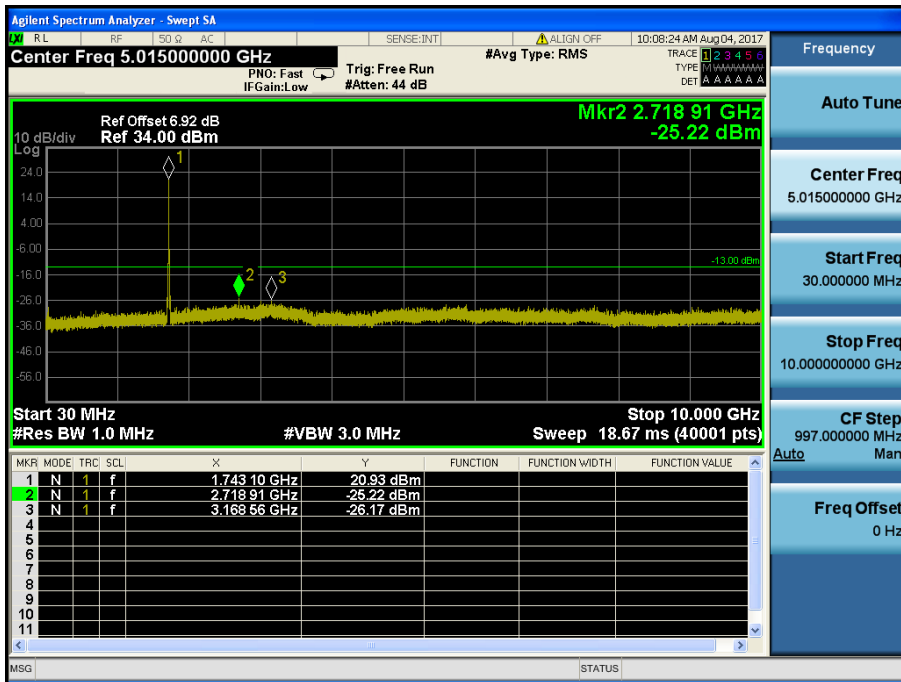 Agilent Spectrum Analyzer - Swept SA
LXI RL RF 50 Ω AC SENSE:INT ALIGN OFF 10:08:24 AM Aug 04, 2017
Center Freq 5.015000000 GHz #Avg Type: RMS TRACE 1 2 3 4 5 6
PNO: Fast Trig: Free Run TYPE M WWWWW
IFGain:Low #Atten: 44 dB DET A A A A A A
Mkr2 2.718 91 GHz
-25.22 dBm
Ref Offset 6.92 dB
10 dB/div Ref 34.00 dBm
Log
1
24.0
14.0
4.00
-6.00
-13.00 dBm
-16.0
2 3
-26.0
-36.0
-46.0
-56.0
Start 30 MHz Stop 10.000 GHz
#Res BW 1.0 MHz #VBW 3.0 MHz Sweep 18.67 ms (40001 pts)
MKR MODE TRC SCL X Y FUNCTION FUNCTION WIDTH FUNCTION VALUE
1 N 1 f 1.743 10 GHz 20.93 dBm
2 N 1 f 2.718 91 GHz -25.22 dBm
3 N 1 f 3.168 56 GHz -26.17 dBm
4
5
6
7
8
9
10
11
MSG STATUS
Frequency
Auto Tune
Center Freq
5.015000000 GHz
Start Freq
30.000000 MHz
Stop Freq
10.000000000 GHz
CF Step
997.000000 MHz
Auto Man
Freq Offset
0 Hz